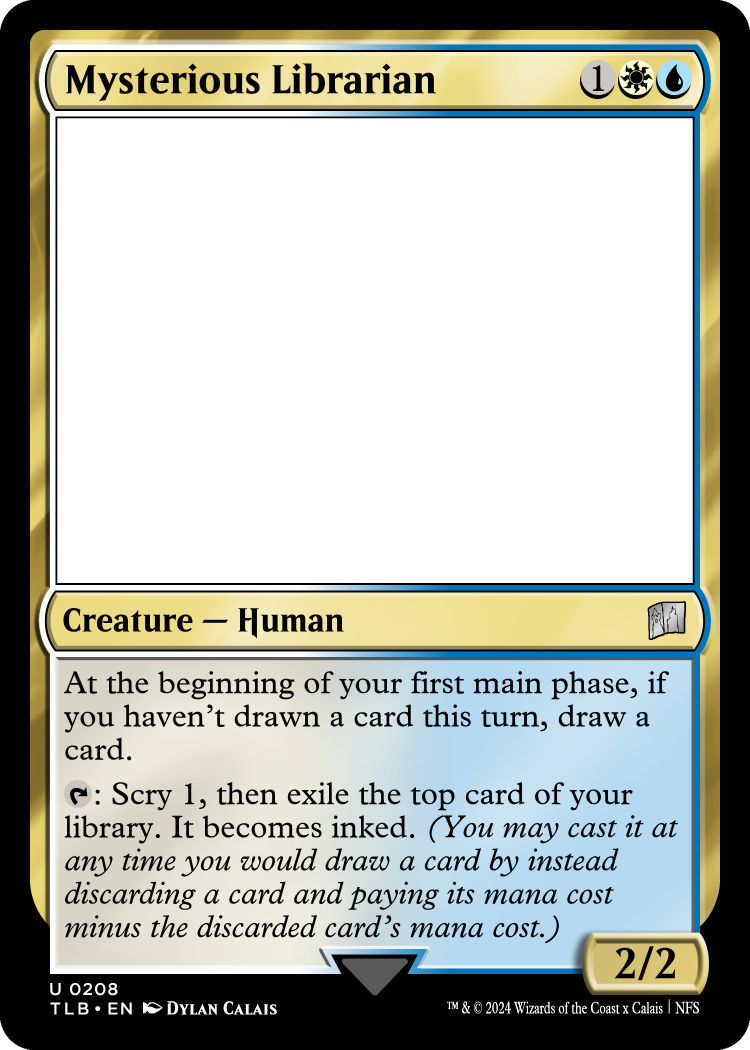 Mysterious Librarian 1
Creature — Human
At the beginning of your first main phase, if
you haven't drawn a card this turn, draw a
card.
: Scry 1, then exile the top card of your
library. It becomes inked. (You may cast it at
any time you would draw a card by instead
discarding a card and paying its mana cost
minus the discarded card's mana cost.)
2/2
U 0208
TLB • EN Dylan Calais
™ & © 2024 Wizards of the Coast x Calais | NFS